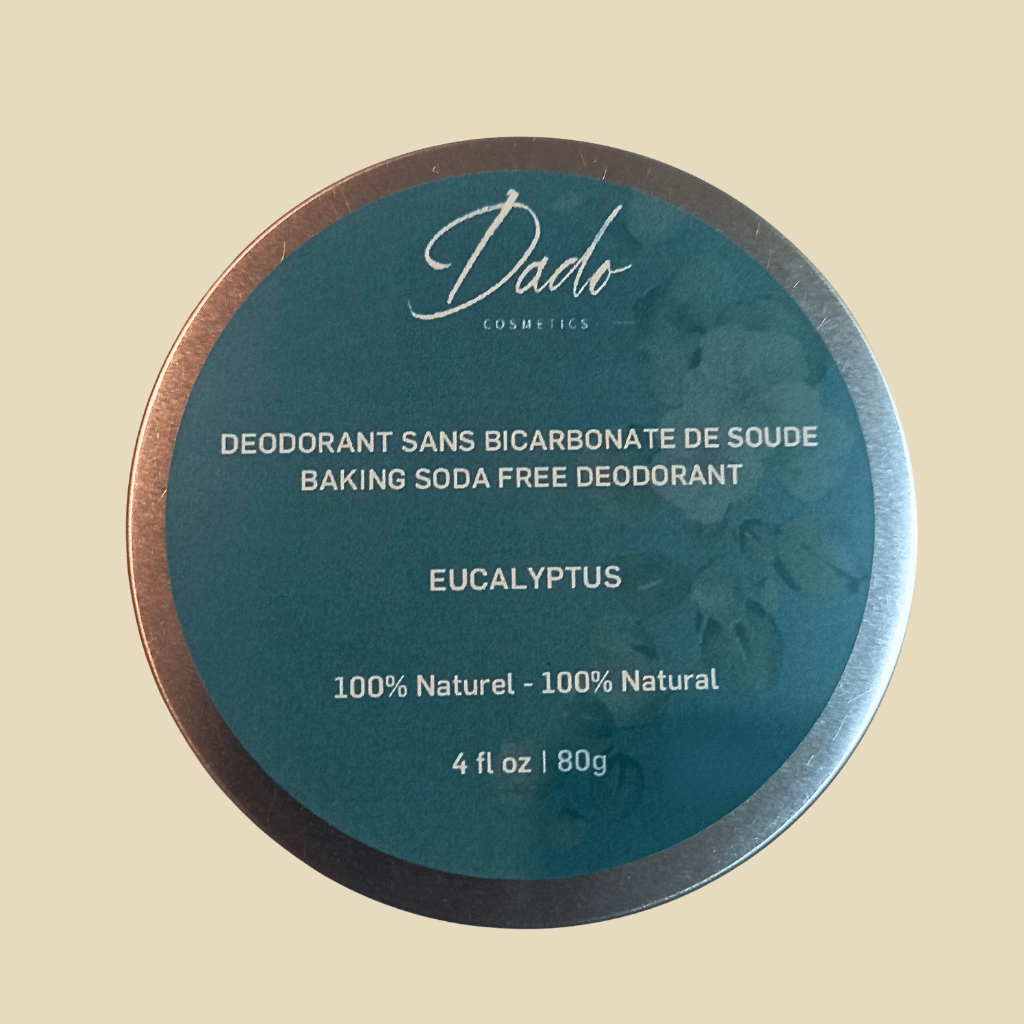 Dado
COSMETICS
DEODORANT SANS BICARBONATE DE SOUDE
BAKING SODA FREE DEODORANT
EUCALYPTUS
100% Naturel - 100% Natural
4 fl oz | 80g